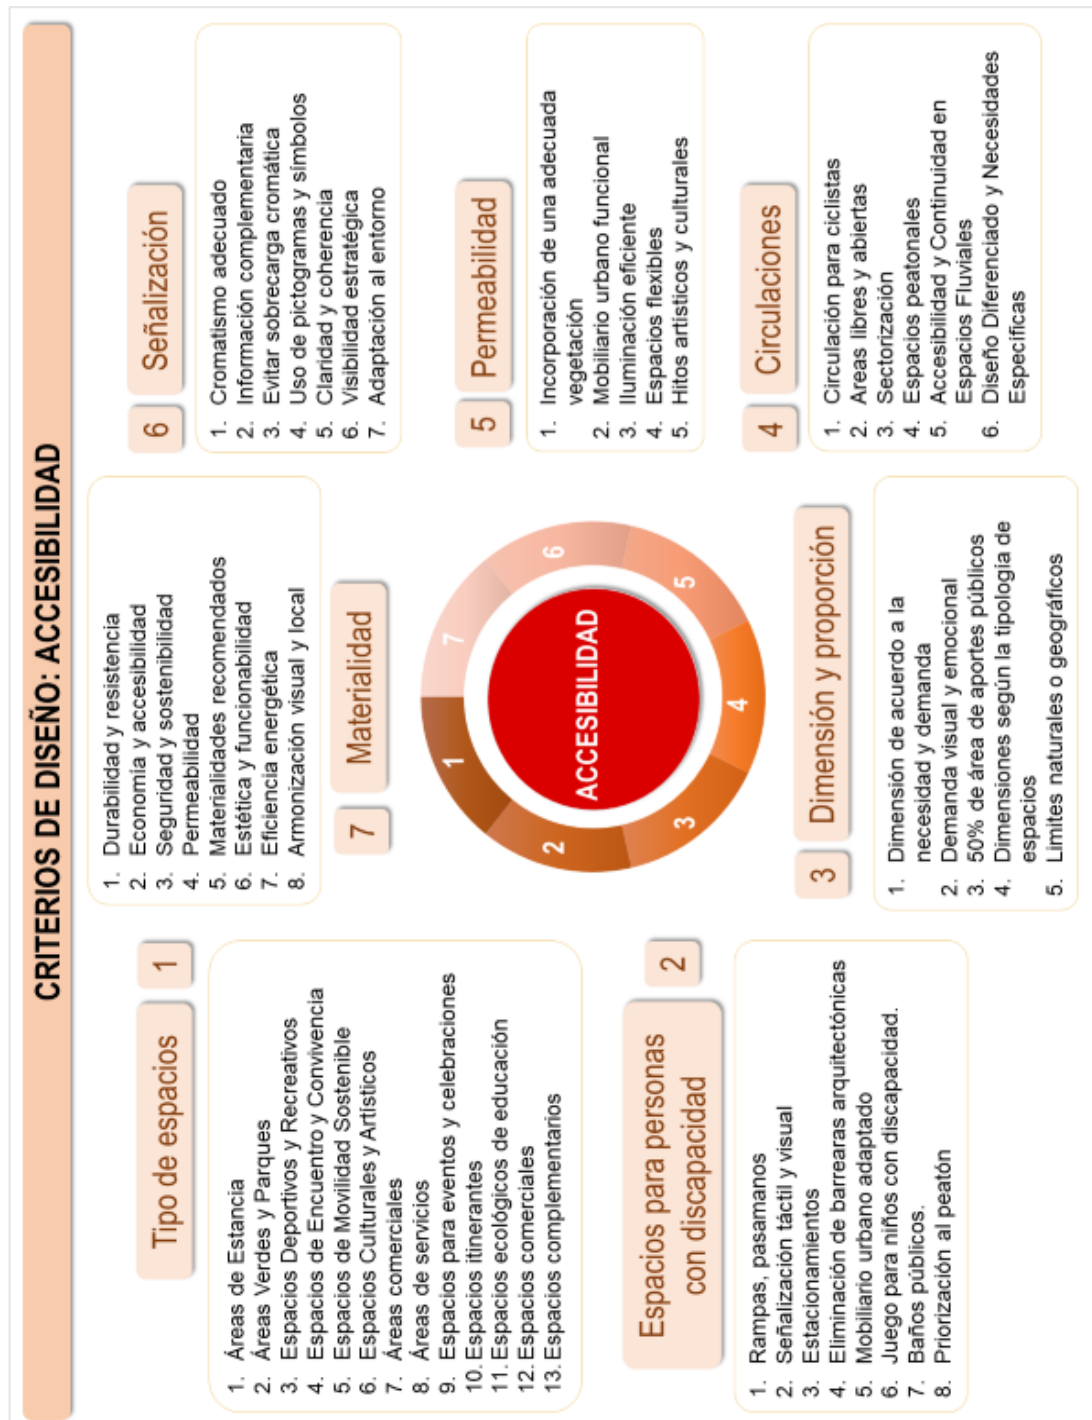 CRITERIOS DE DISEÑO: ACCESIBILIDAD
Tipo de espacios
1
1. Áreas de Estancia
2. Áreas Verdes y Parques
3. Espacios Deportivos y Recreativos
4. Espacios de Encuentro y Convivencia
5. Espacios de Movilidad Sostenible
6. Espacios Culturales y Artísticos
7. Áreas comerciales
8. Áreas de servicios
9. Espacios para eventos y celebraciones
10. Espacios itinerantes
11. Espacios ecológicos de educación
12. Espacios comerciales
13. Espacios complementarios
Espacios para personas
con discapacidad
2
1. Rampas, pasamanos
2. Señalización táctil y visual
3. Estacionamientos
4. Eliminación de barrearas arquitectónicas
5. Mobiliario urbano adaptado
6. Juego para niños con discapacidad.
7. Baños públicos.
8. Priorización al peatón
3
Dimensión y proporción
1. Dimensión de acuerdo a la
necesidad y demanda
2. Demanda visual y emocional
3. 50% de área de aportes públicos
4. Dimensiones según la tipología de
espacios
5. Limites naturales o geográficos
4
Circulaciones
1. Circulación para ciclistas
2. Areas libres y abiertas
3. Sectorización
4. Espacios peatonales
5. Accesibilidad y Continuidad en
Espacios Fluviales
6. Diseño Diferenciado y Necesidades
Específicas
5
Permeabilidad
1. Incorporación de una adecuada
vegetación
2. Mobiliario urbano funcional
3. Iluminación eficiente
4. Espacios flexibles
5. Hitos artísticos y culturales
6
Señalización
1. Cromatismo adecuado
2. Información complementaria
3. Evitar sobrecarga cromática
4. Uso de pictogramas y símbolos
5. Claridad y coherencia
6. Visibilidad estratégica
7. Adaptación al entorno
7
Materialidad
1. Durabilidad y resistencia
2. Economía y accesibilidad
3. Seguridad y sostenibilidad
4. Permeabilidad
5. Materialidades recomendados
6. Estética y funcionabilidad
7. Eficiencia energética
8. Armonización visual y local
ACCESIBILIDAD
1
2
3
4
5
6
7